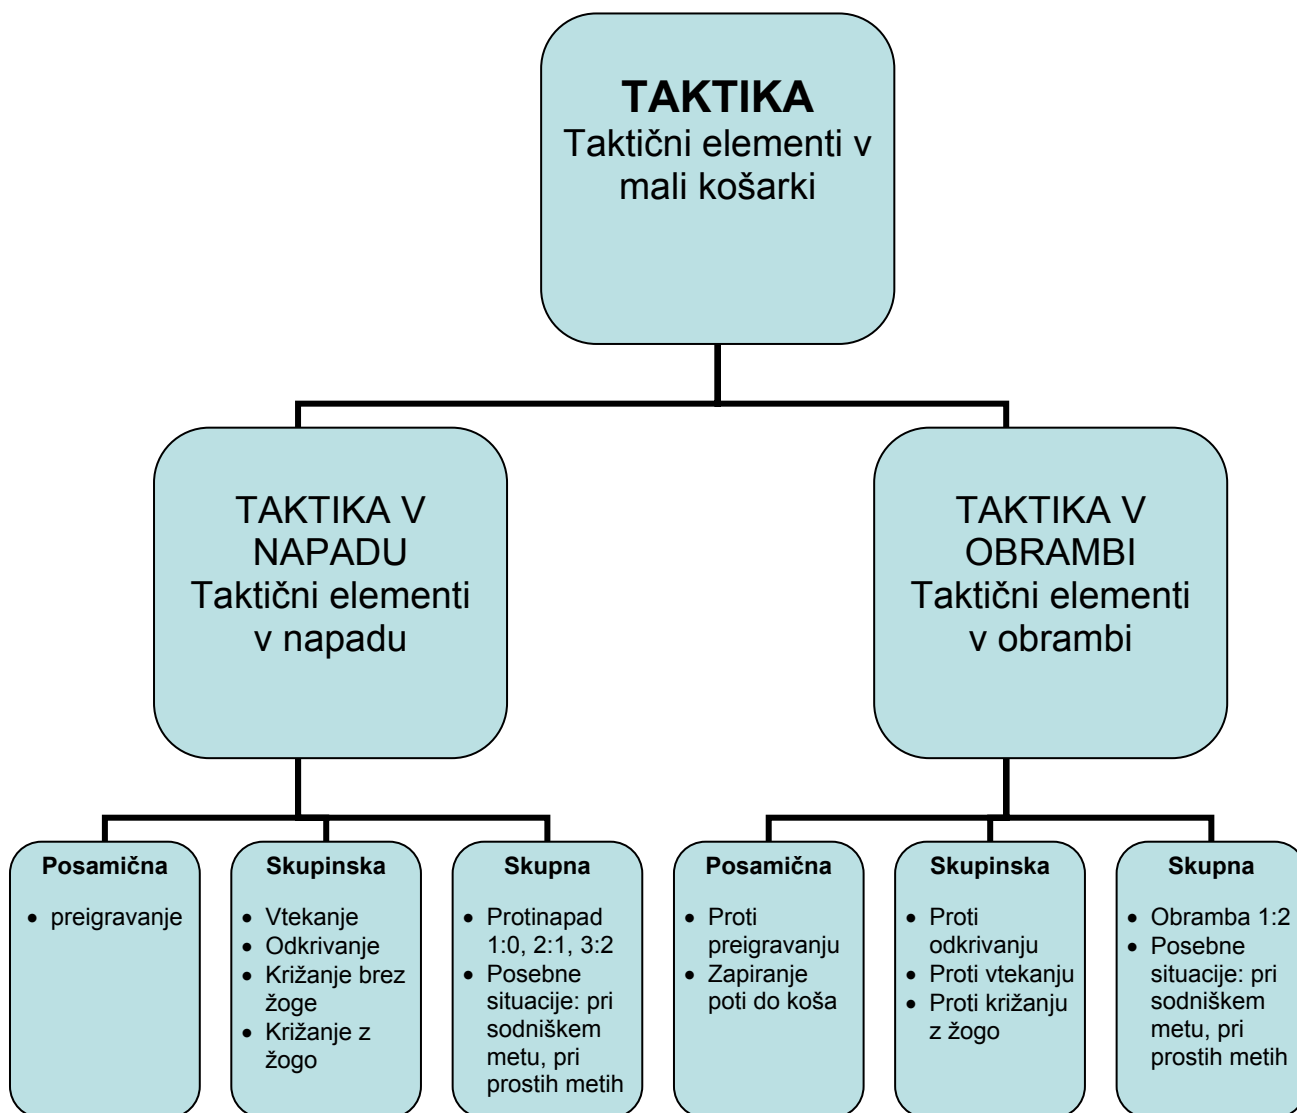 TAKTIKA
Taktični elementi v
mali košarki
TAKTIKA V
NAPADU
Taktični elementi
v napadu
TAKTIKA V
OBRAMBI
Taktični elementi
v obrambi
Posamična
• preigravanje
Skupinska
• Vtekanje
• Odkrivanje
• Križanje brez
žoge
• Križanje z
žogo
Skupna
• Protinapad
1:0, 2:1, 3:2
• Posebne
situacije: pri
sodniškem
metu, pri
prostih metih
Posamična
• Proti
preigravanju
• Zapiranje
poti do koša
Skupinska
• Proti
odkrivanju
• Proti vtekanju
• Proti križanju
z žogo
Skupna
• Obramba 1:2
• Posebne
situacije: pri
sodniškem
metu, pri
prostih metih